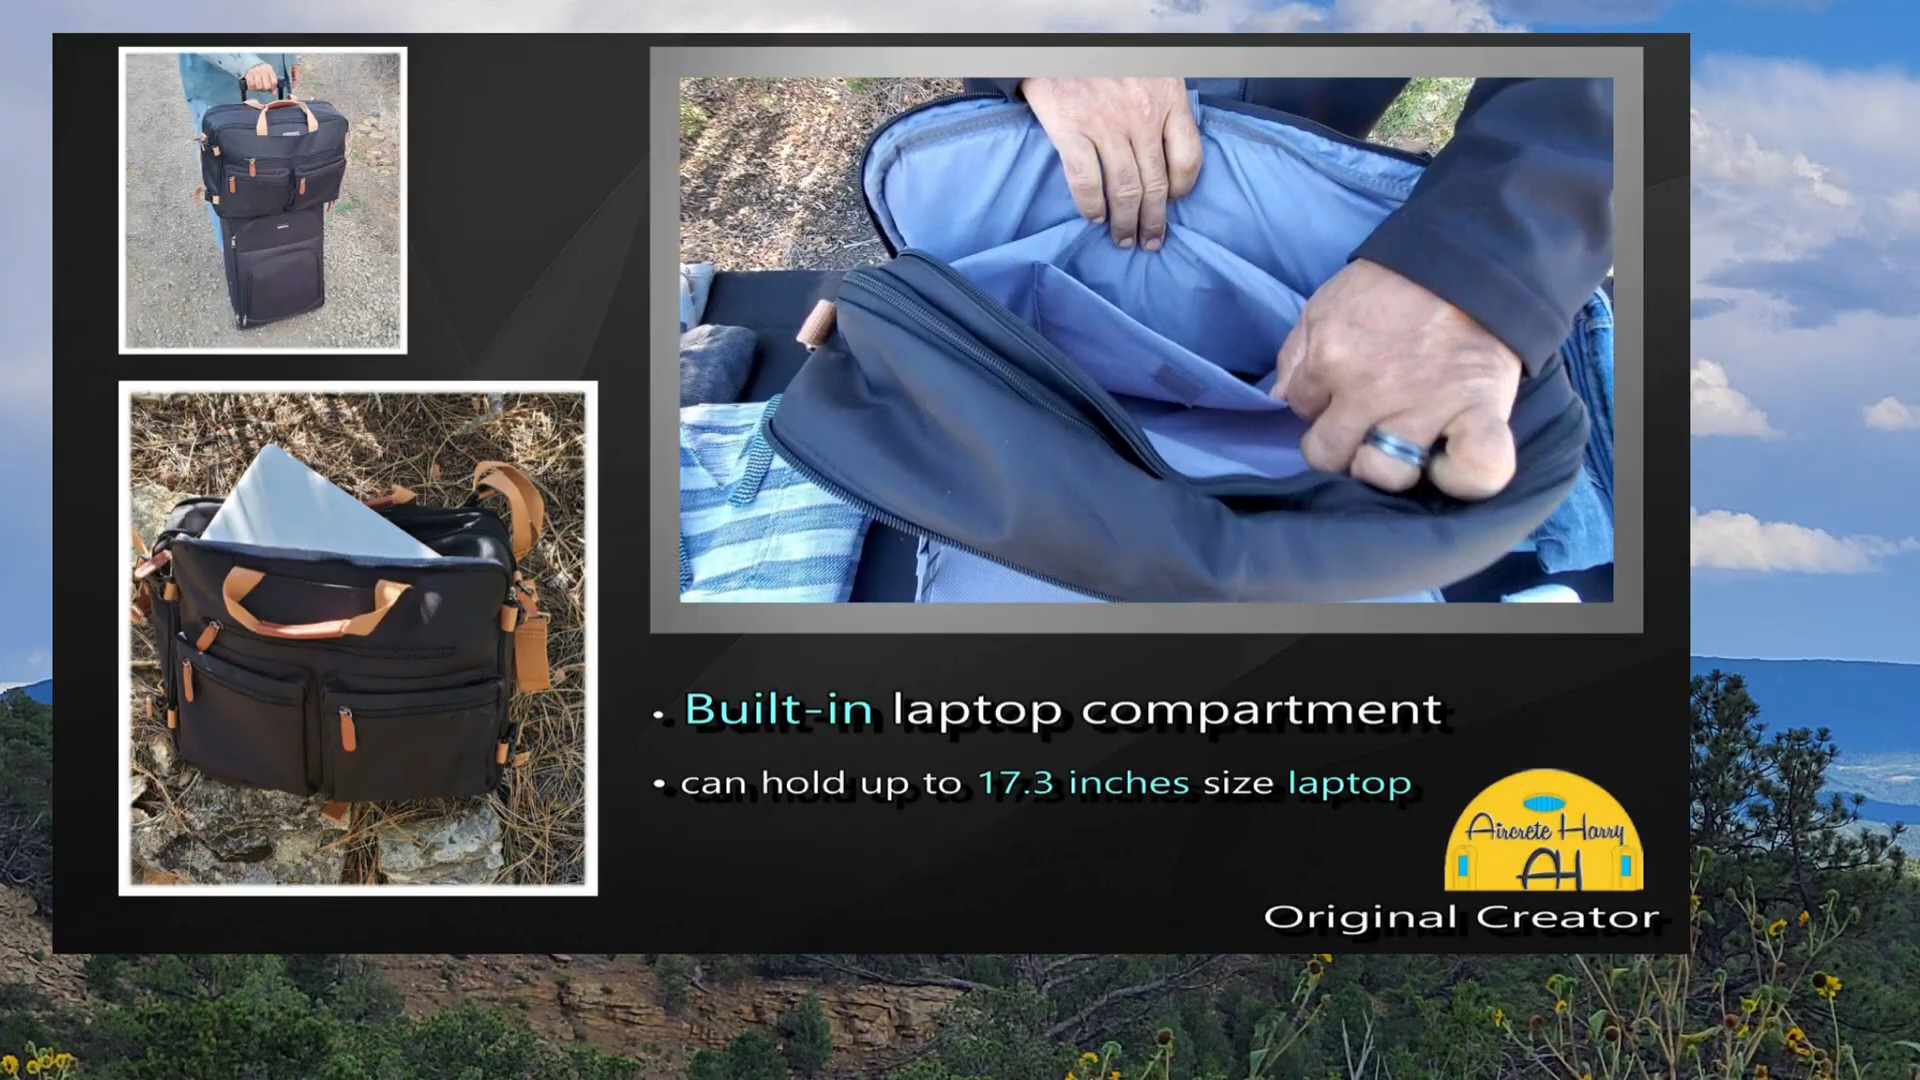 • Built-in laptop compartment
• can hold up to 17.3 inches size laptop
Aircrete Harry
AH
Original Creator